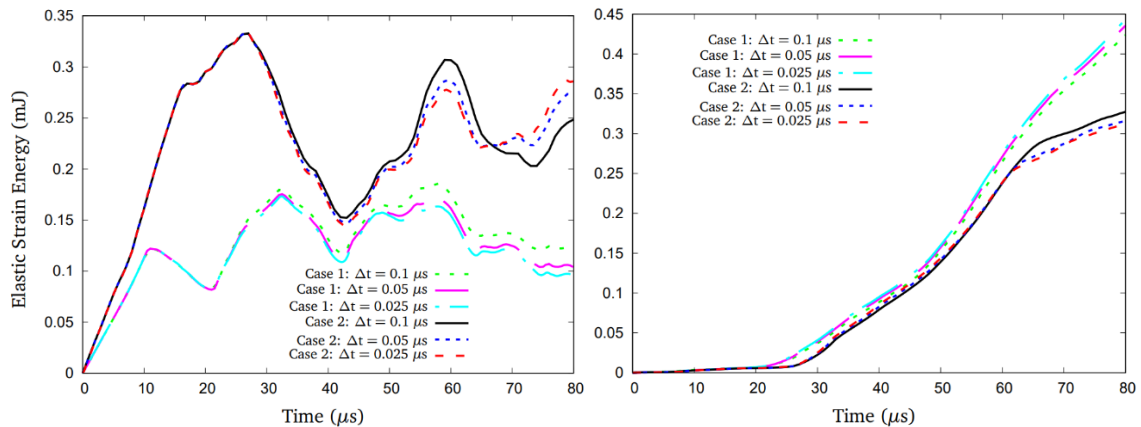 Elastic Strain Energy (mJ)
0.35
0.3
0.25
0.2
0.15
0.1
0.05
0
Case 1: Δt = 0.1 μs
Case 1: Δt = 0.05 μs
Case 1: Δt = 0.025 μs
Case 2: Δt = 0.1 μs
Case 2: Δt = 0.05 μs
Case 2: Δt = 0.025 μs
0 10 20 30 40 50 60 70 80
Time (μs)
0.45
0.4
0.35
0.3
0.25
0.2
0.15
0.1
0.05
0
Case 1: Δt = 0.1 μs
Case 1: Δt = 0.05 μs
Case 1: Δt = 0.025 μs
Case 2: Δt = 0.1 μs
Case 2: Δt = 0.05 μs
Case 2: Δt = 0.025 μs
0 10 20 30 40 50 60 70 80
Time (μs)